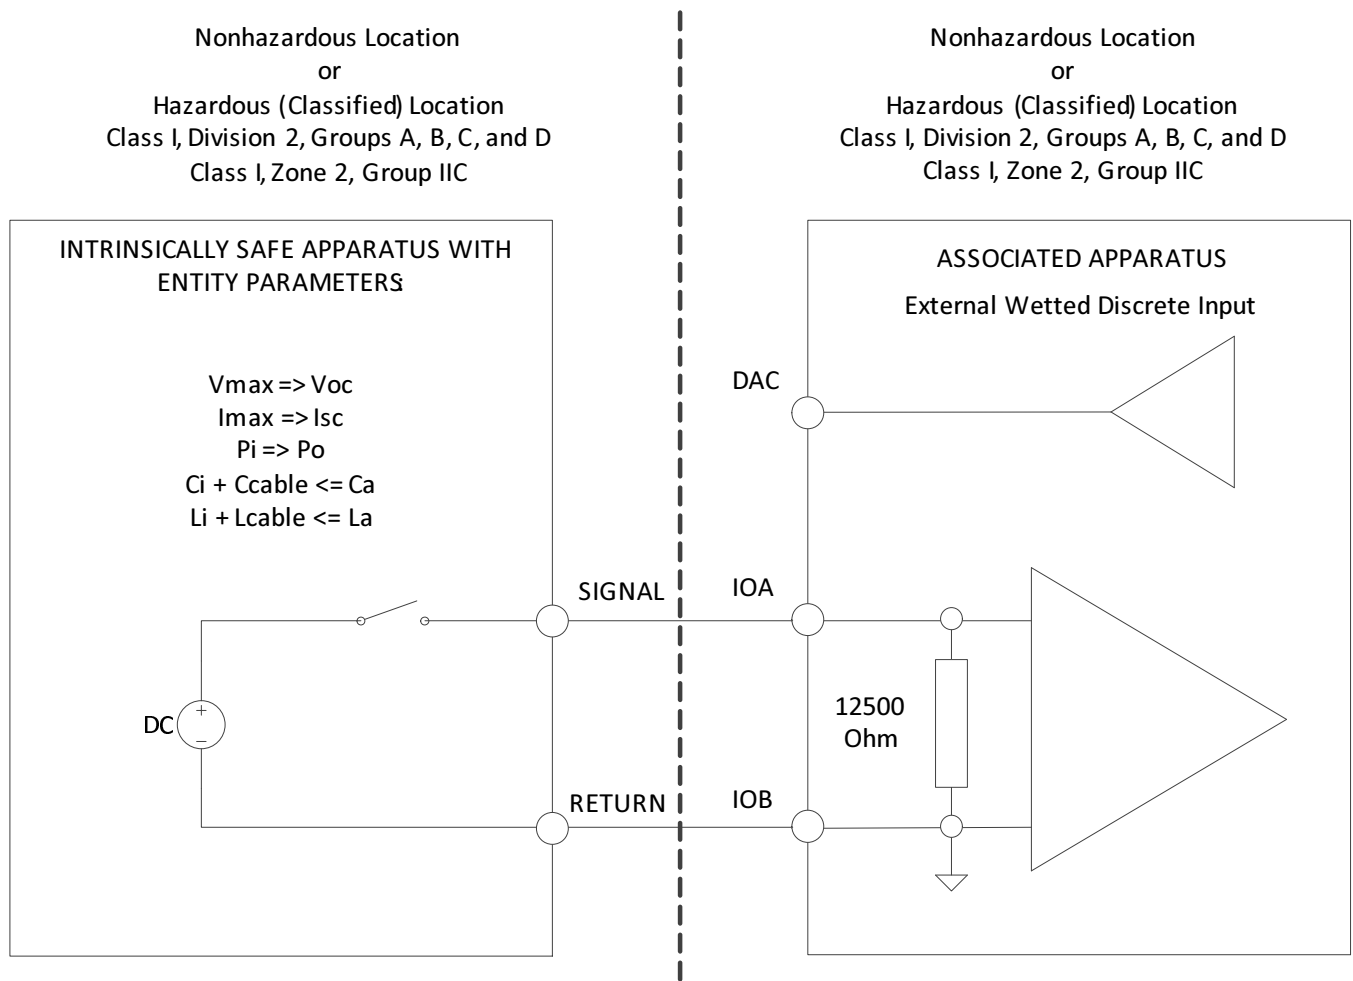 Nonhazardous Location
or
Hazardous (Classified) Location
Class I, Division 2, Groups A, B, C, and D
Class I, Zone 2, Group IIC
Nonhazardous Location
or
Hazardous (Classified) Location
Class I, Division 2, Groups A, B, C, and D
Class I, Zone 2, Group IIC
INTRINSICALLY SAFE APPARATUS WITH
ENTITY PARAMETERS:
Vmax => Voc
Imax => Isc
Pi => Po
Ci + Ccable <= Ca
Li + Lcable <= La
DC
+
−
SIGNAL
RETURN
ASSOCIATED APPARATUS
External Wetted Discrete Input
DAC
IOA
IOB
12500
Ohm